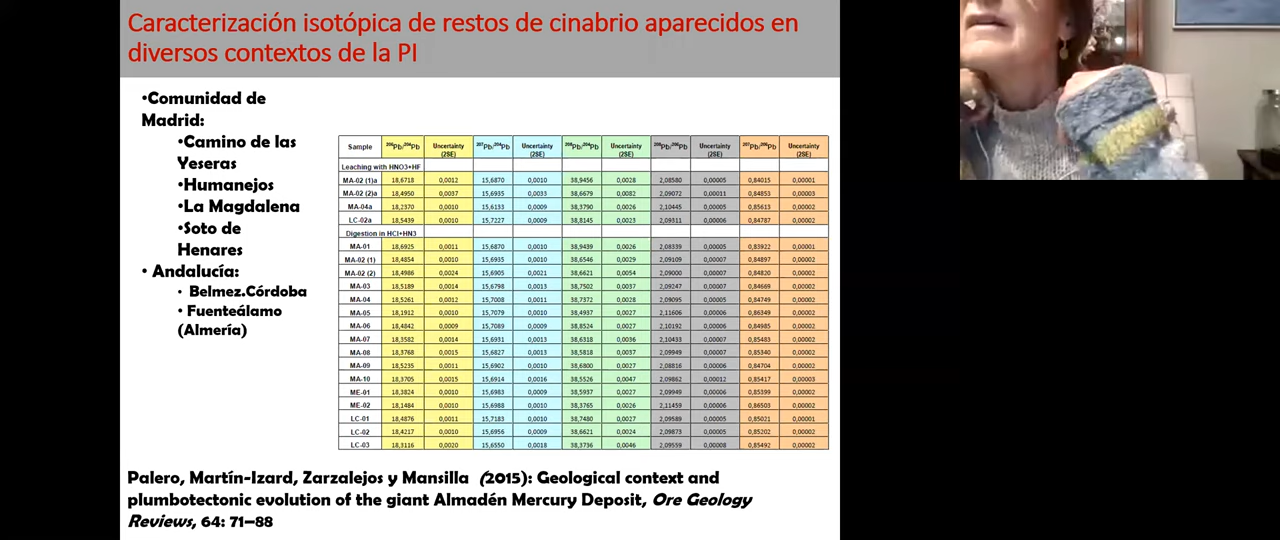 Caracterización isotópica de restos de cinabrio aparecidos en
diversos contextos de la PI
•Comunidad de
Madrid:
•Camino de las
Yeseras
•Humanejos
•La Magdalena
•Soto de
Henares
• Andalucía:
• Belmez.Córdoba
• Fuenteálamo
(Almería)
Sample 206Pb/204Pb Uncertainty (2SE) 207Pb/204Pb Uncertainty (2SE) 208Pb/204Pb Uncertainty (2SE) 208Pb/206Pb Uncertainty (2SE) 207Pb/206Pb Uncertainty (2SE)
Leaching with HNO3+HF
MA-02 (1)a 18,6718 0,0012 15,6870 0,0010 38,9456 0,0028 2,08580 0,00005 0,84015 0,00001
MA-02 (2)a 18,4950 0,0037 15,6935 0,0033 38,6679 0,0082 2,09072 0,00011 0,84853 0,00003
MA-04a 18,2370 0,0010 15,6133 0,0009 38,3790 0,0026 2,10445 0,00005 0,85613 0,00002
LC-02a 18,5439 0,0010 15,7227 0,0009 38,8145 0,0023 2,09311 0,00006 0,84787 0,00002
Digestion in HCl+HN3
MA-01 18,6925 0,0011 15,6870 0,0010 38,9439 0,0026 2,08339 0,00005 0,83922 0,00001
MA-02 (1) 18,4854 0,0010 15,6935 0,0010 38,6546 0,0029 2,09109 0,00007 0,84897 0,00002
MA-02 (2) 18,4986 0,0024 15,6905 0,0021 38,6621 0,0054 2,09000 0,00007 0,84820 0,00002
MA-03 18,5189 0,0014 15,6798 0,0013 38,7502 0,0037 2,09247 0,00007 0,84669 0,00002
MA-04 18,5261 0,0012 15,7008 0,0011 38,7372 0,0028 2,09095 0,00005 0,84749 0,00002
MA-05 18,1912 0,0010 15,7079 0,0010 38,4937 0,0027 2,11606 0,00006 0,86349 0,00002
MA-06 18,4842 0,0009 15,7089 0,0009 38,8524 0,0027 2,10192 0,00006 0,84985 0,00002
MA-07 18,3582 0,0014 15,6931 0,0013 38,6318 0,0036 2,10433 0,00007 0,85483 0,00002
MA-08 18,3768 0,0015 15,6827 0,0013 38,5818 0,0037 2,09949 0,00007 0,85340 0,00002
MA-09 18,5235 0,0011 15,6902 0,0010 38,6800 0,0027 2,08816 0,00006 0,84704 0,00002
MA-10 18,3705 0,0015 15,6914 0,0016 38,5526 0,0047 2,09862 0,00012 0,85417 0,00003
ME-01 18,3824 0,0010 15,6983 0,0009 38,5937 0,0027 2,09949 0,00006 0,85399 0,00002
ME-02 18,1484 0,0010 15,6988 0,0010 38,3765 0,0026 2,11459 0,00006 0,86503 0,00002
LC-01 18,4876 0,0011 15,7183 0,0010 38,7480 0,0027 2,09589 0,00005 0,85021 0,00001
LC-02 18,4217 0,0010 15,6956 0,0009 38,6621 0,0024 2,09873 0,00005 0,85202 0,00002
LC-03 18,3116 0,0020 15,6550 0,0018 38,3736 0,0046 2,09559 0,00008 0,85492 0,00002
Palero, Martín-Izard, Zarzalejos y Mansilla (2015): Geological context and
plumbotectonic evolution of the giant Almadén Mercury Deposit, Ore Geology
Reviews, 64: 71–88